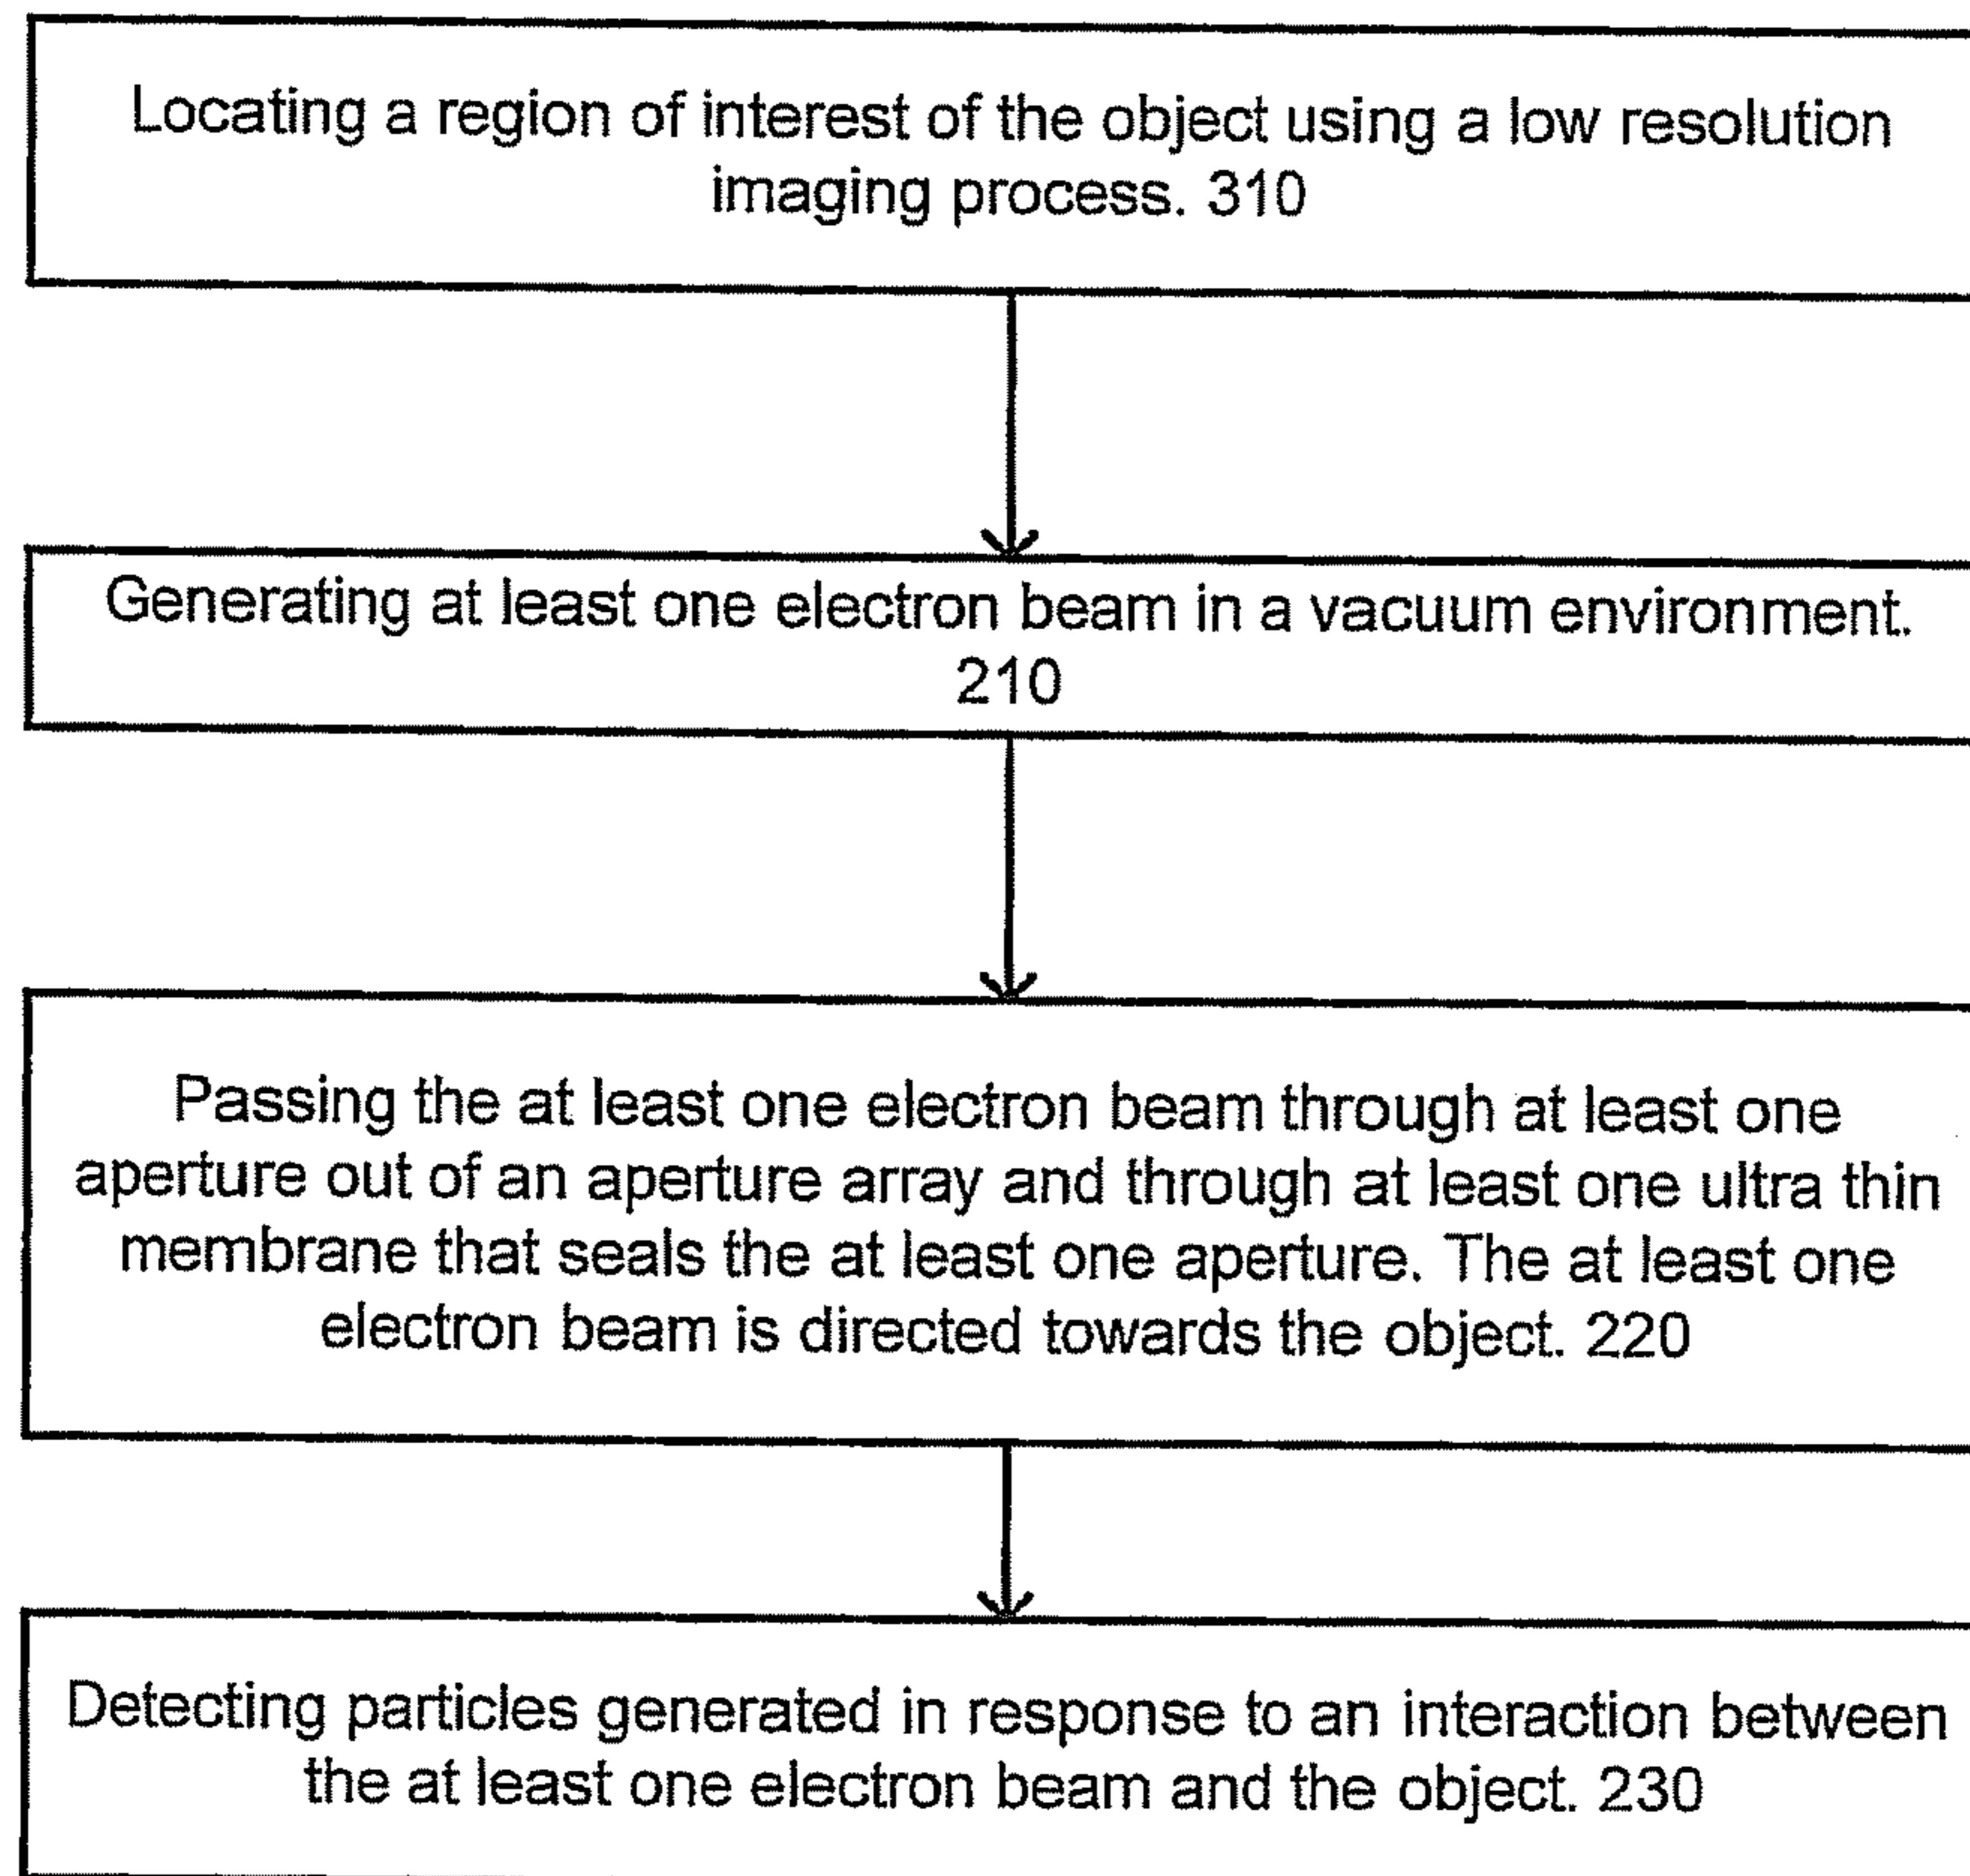 Locating a region of interest of the object using a low resolution
imaging process. 310
Generating at least one electron beam in a vacuum environment.
210
Passing the at least one electron beam through at least one
aperture out of an aperture array and through at least one ultra thin
membrane that seals the at least one aperture. The at least one
electron beam is directed towards the object. 220
Detecting particles generated in response to an interaction between
the at least one electron beam and the object. 230